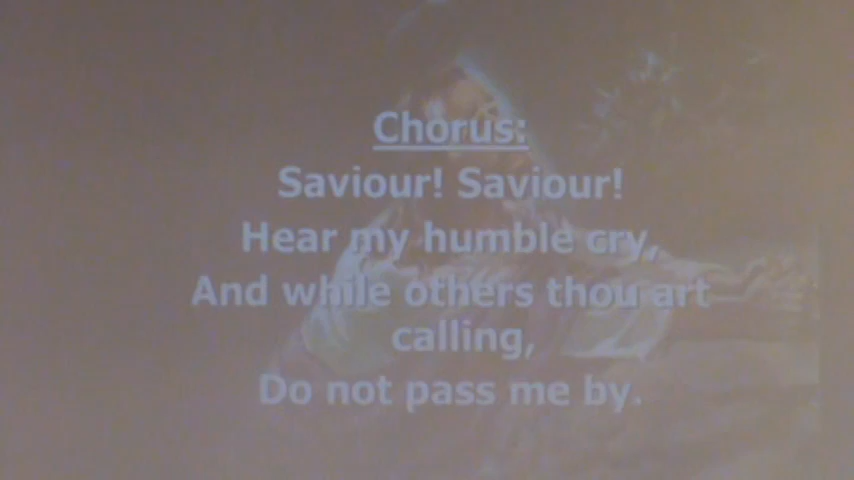 Chorus:
Saviour! Saviour!
Hear my humble cry,
And while others thou art
calling,
Do not pass me by.